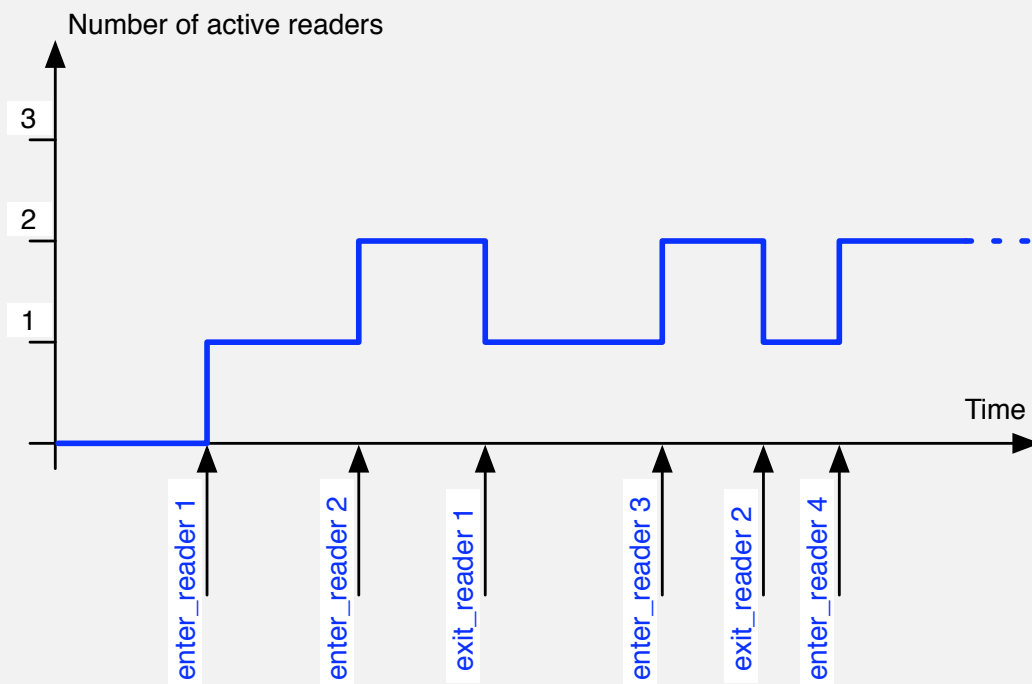 Number of active readers
3
2
1
Time
enter_reader 1
enter_reader 2
exit_reader 1
enter_reader 3
exit_reader 2
enter_reader 4